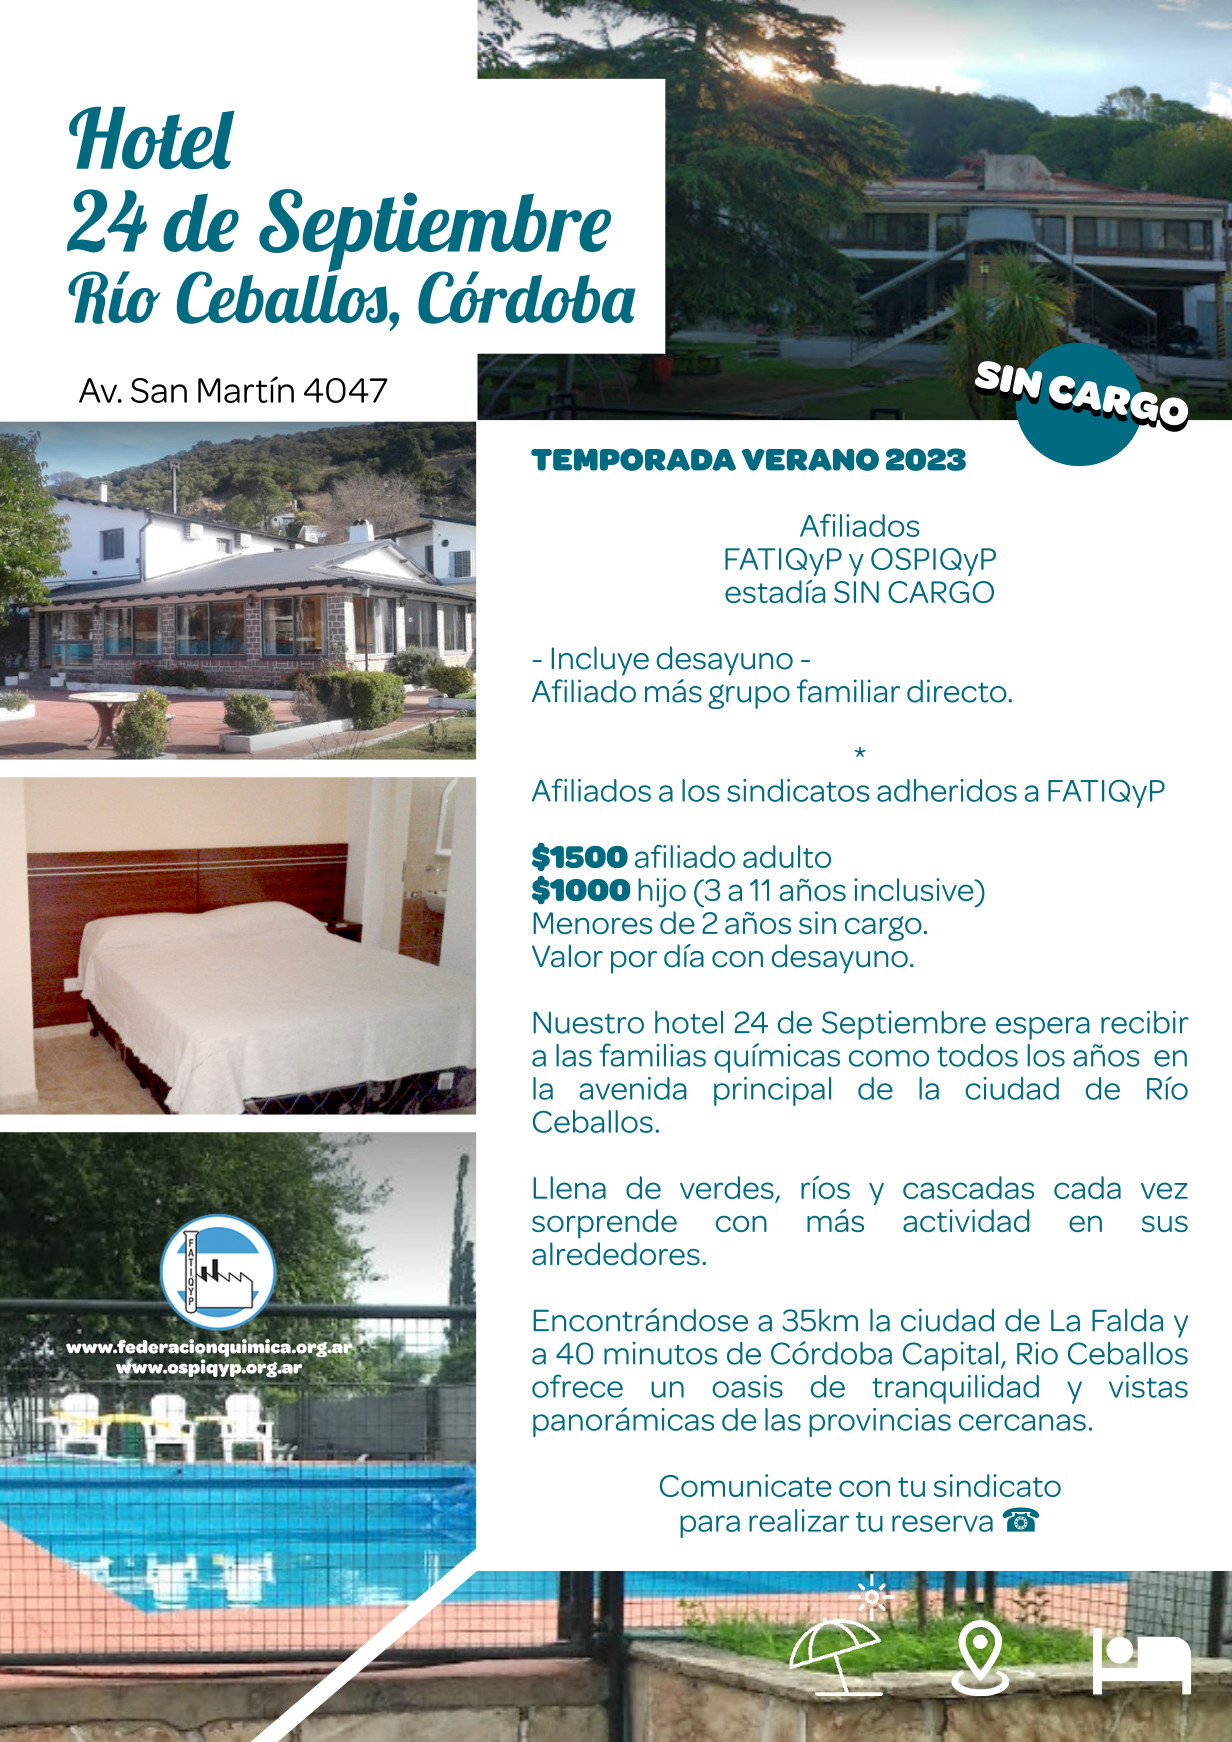 Hotel
24 de Septiembre
Río Ceballos, Córdoba
Av. San Martín 4047
SIN CARGO
TEMPORADA VERANO 2023
Afiliados
FATIQyP y OSPIQyP
estadía SIN CARGO
- Incluye desayuno -
Afiliado más grupo familiar directo.
*
Afiliados a los sindicatos adheridos a FATIQyP
$1500 afiliado adulto
$1000 hijo (3 a 11 años inclusive)
Menores de 2 años sin cargo.
Valor por día con desayuno.
Nuestro hotel 24 de Septiembre espera recibir
a las familias químicas como todos los años en
la avenida principal de la ciudad de Río
Ceballos.
Llena de verdes, ríos y cascadas cada vez
sorprende con más actividad en sus
alrededores.
Encontrándose a 35km la ciudad de La Falda y
a 40 minutos de Córdoba Capital, Rio Ceballos
ofrece un oasis de tranquilidad y vistas
panorámicas de las provincias cercanas.
Comunicate con tu sindicato
para realizar tu reserva ☎
FATIQYP
www.federacionquimica.org.ar
www.ospiqyp.org.ar